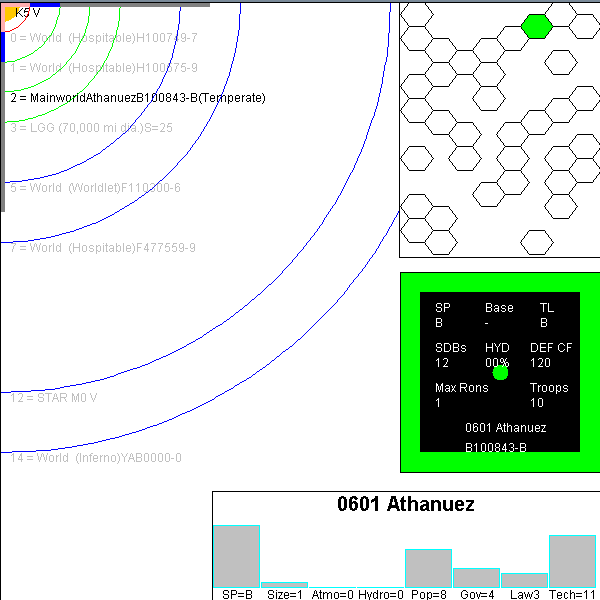 K5 V
0 = World (Hospitable)H100749-7
1 = World (Hospitable)H100675-9
2 = MainworldAthanuezB100843-B(Temperate)
3 = LGG (70,000 mi dia.)S=25
5 = World (Worldlet)F110300-6
7 = World (Hospitable)F477559-9
12 = STAR M0 V
14 = World (Inferno)YAB0000-0
SP Base TL
B - B
SDBs HYD DEF CF
12 00% 120
Max Rons Troops
1 10
0601 Athanuez
B100843-B
0601 Athanuez
SP=B Size=1 Atmo=0 Hydro=0 Pop=8 Gov=4 Law3 Tech=11